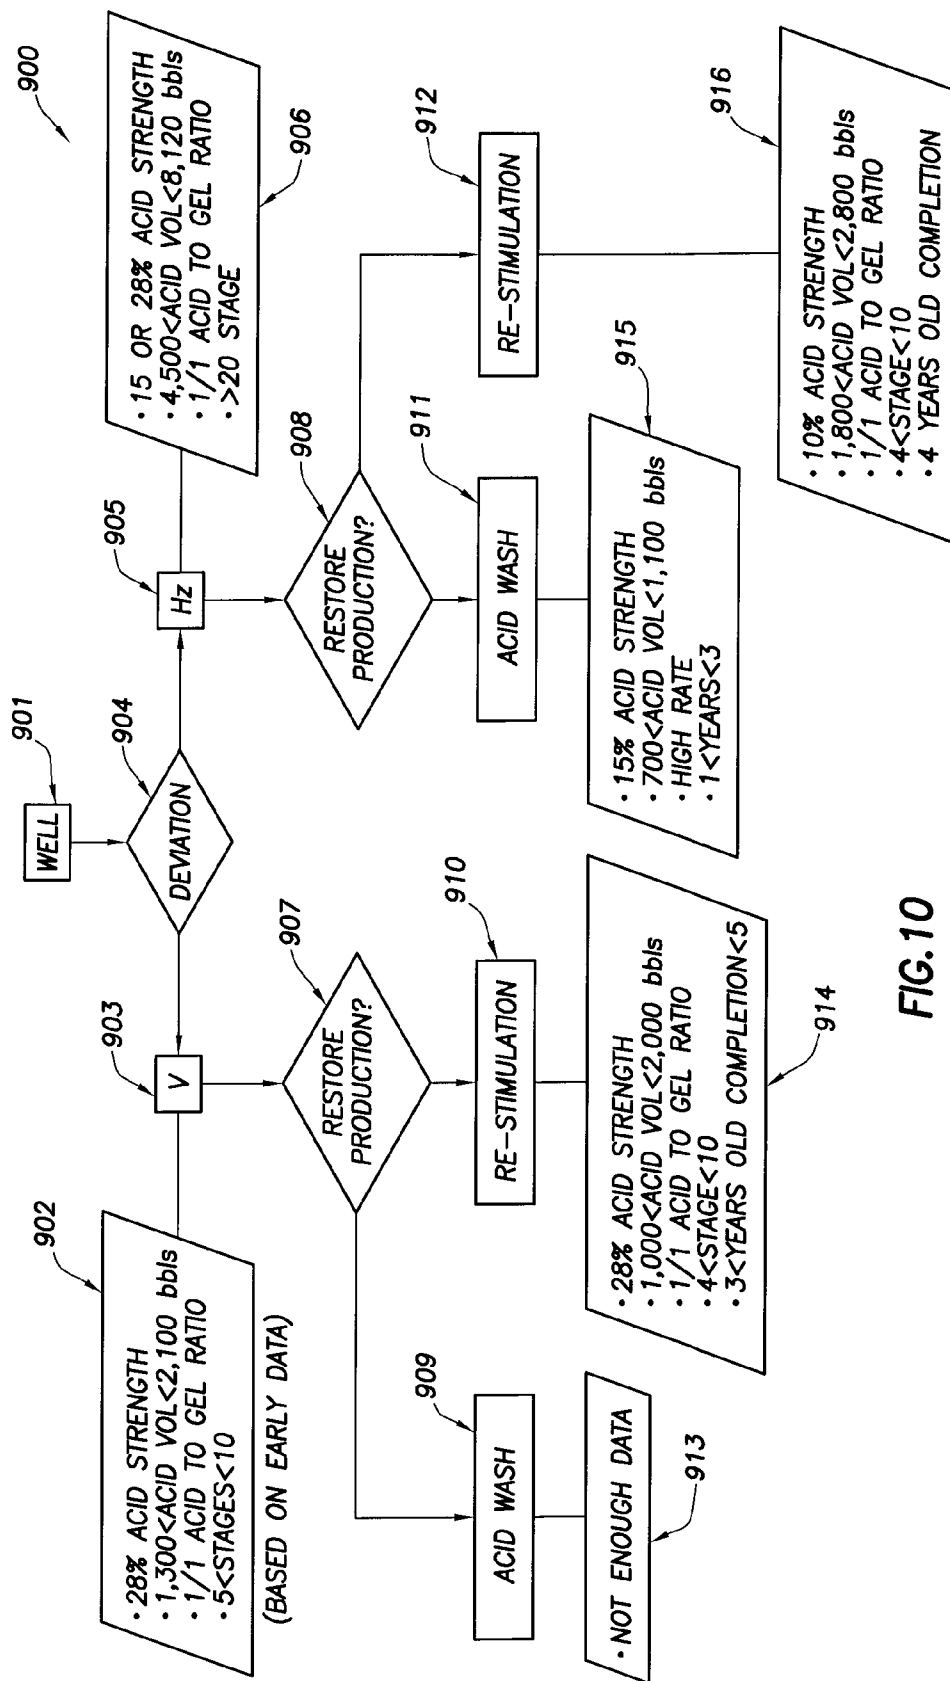 900
WELL
901
DEVIATION
904
V
903
Hz
905
• 28% ACID STRENGTH
• 1,300<ACID VOL<2,100 bbls
• 1/1 ACID TO GEL RATIO
• 5<STAGES<10
(BASED ON EARLY DATA)
902
• 15 OR 28% ACID STRENGTH
• 4,500<ACID VOL<8,120 bbls
• 1/1 ACID TO GEL RATIO
• >20 STAGE
906
RESTORE
PRODUCTION?
907
RESTORE
PRODUCTION?
908
ACID WASH
909
RE-STIMULATION
910
ACID WASH
911
RE-STIMULATION
912
• NOT ENOUGH DATA
913
• 28% ACID STRENGTH
• 1,000<ACID VOL<2,000 bbls
• 1/1 ACID TO GEL RATIO
• 4<STAGE<10
• 3<YEARS OLD COMPLETION<5
914
• 15% ACID STRENGTH
• 700<ACID VOL<1,100 bbls
• HIGH RATE
• 1<YEARS<3
915
• 10% ACID STRENGTH
• 1,800<ACID VOL<2,800 bbls
• 1/1 ACID TO GEL RATIO
• 4<STAGE<10
• 4 YEARS OLD COMPLETION
916
FIG.10